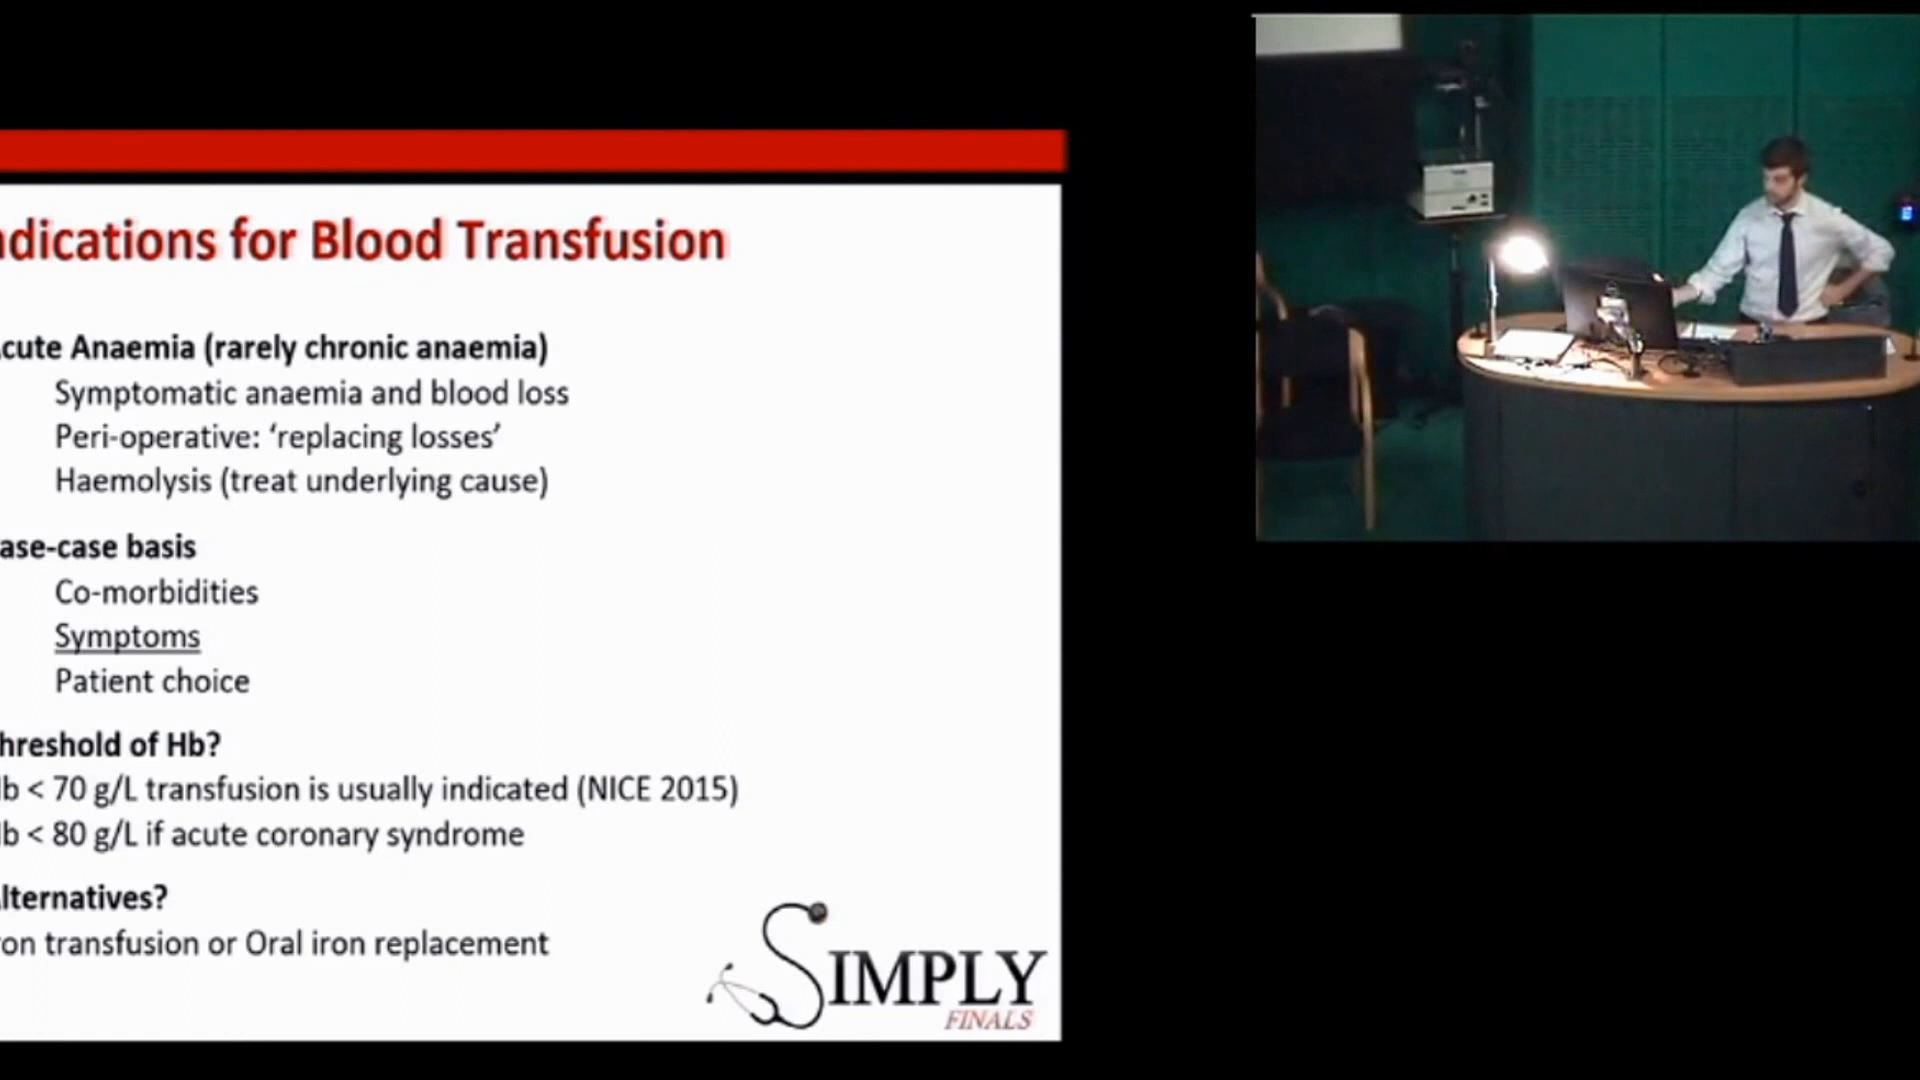 ndications for Blood Transfusion
cute Anaemia (rarely chronic anaemia)
Symptomatic anaemia and blood loss
Peri-operative: ‘replacing losses’
Haemolysis (treat underlying cause)
ase-case basis
Co-morbidities
Symptoms
Patient choice
hreshold of Hb?
b < 70 g/L transfusion is usually indicated (NICE 2015)
b < 80 g/L if acute coronary syndrome
lternatives?
on transfusion or Oral iron replacement
SIMPLY
FINALS